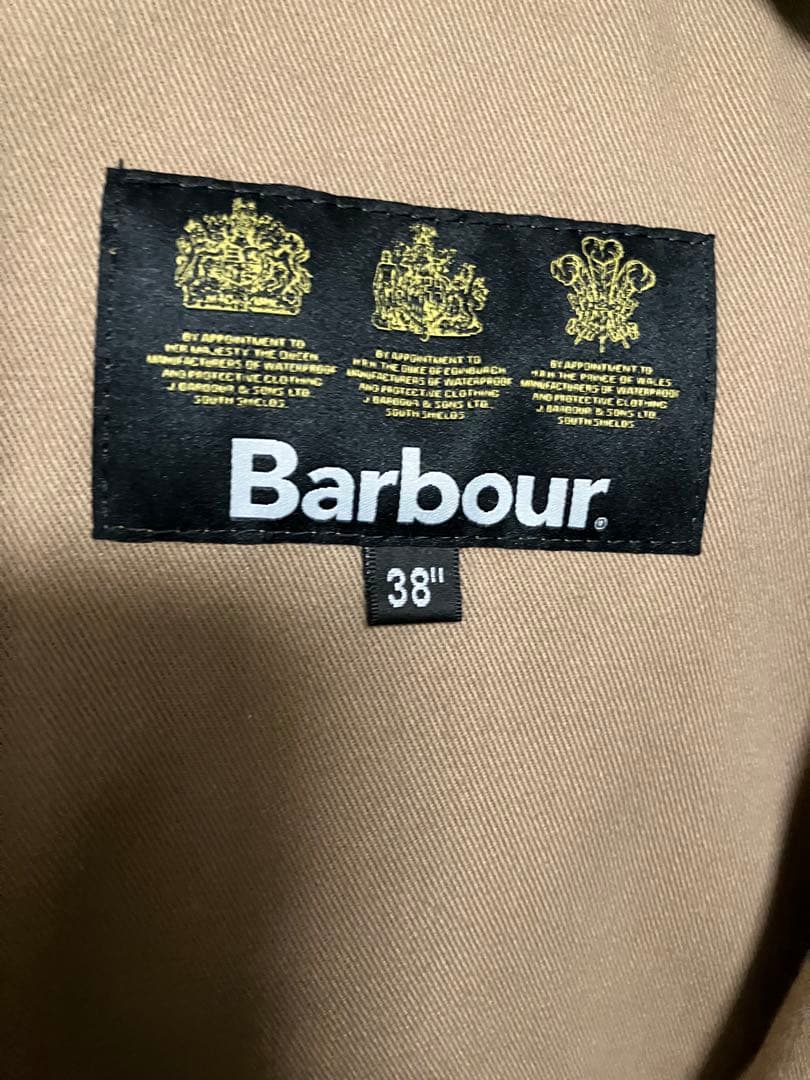 BY APPOINTMENT TO
HER MAJESTY THE QUEEN
MANUFACTURERS OF WATERPROOF
AND PROTECTIVE CLOTHING
J. BARBOUR & SONS LTD.
SOUTH SHIELDS
BY APPOINTMENT TO
H.R.H. THE DUKE OF EDINBURGH
MANUFACTURERS OF WATERPROOF
AND PROTECTIVE CLOTHING
J. BARBOUR & SONS LTD.
SOUTH SHIELDS
BY APPOINTMENT TO
H.R.H. THE PRINCE OF WALES
MANUFACTURERS OF WATERPROOF
AND PROTECTIVE CLOTHING
J. BARBOUR & SONS LTD.
SOUTH SHIELDS
Barbour®
38"